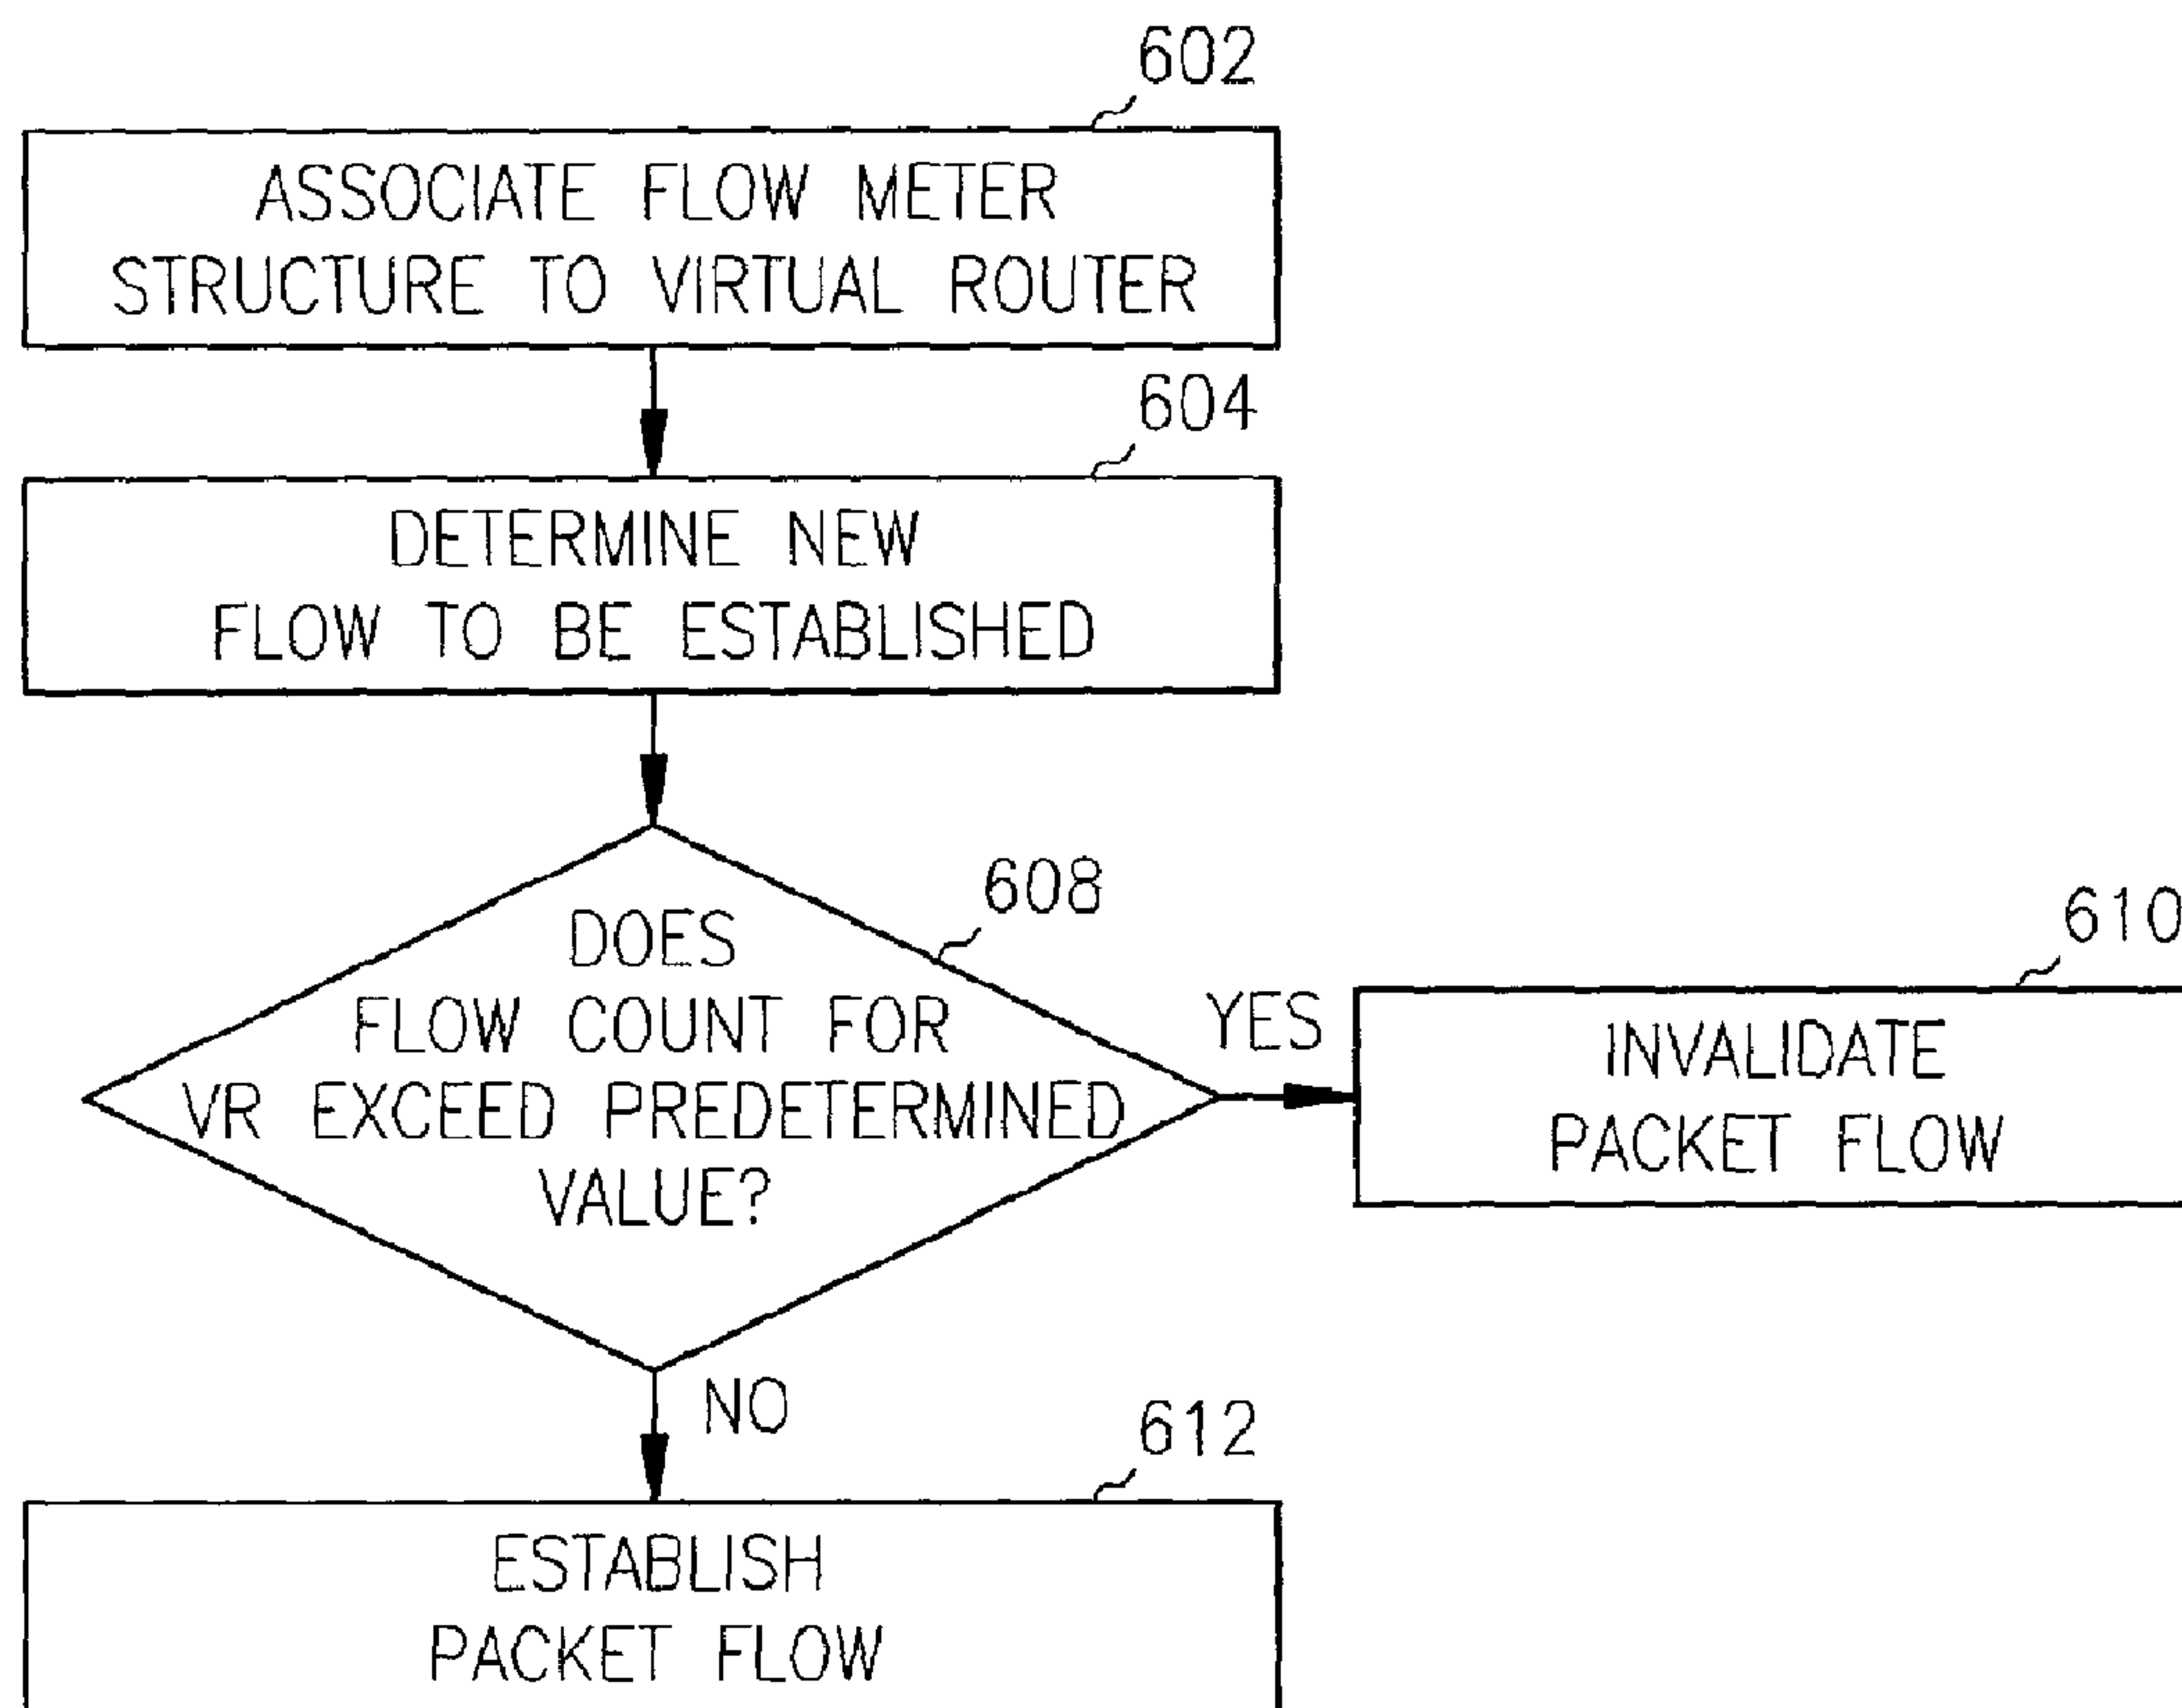 602
ASSOCIATE FLOW METER
STRUCTURE TO VIRTUAL ROUTER
604
DETERMINE NEW
FLOW TO BE ESTABLISHED
608
DOES
FLOW COUNT FOR
VR EXCEED PREDETERMINED
VALUE?
YES
610
INVALIDATE
PACKET FLOW
NO
612
ESTABLISH
PACKET FLOW